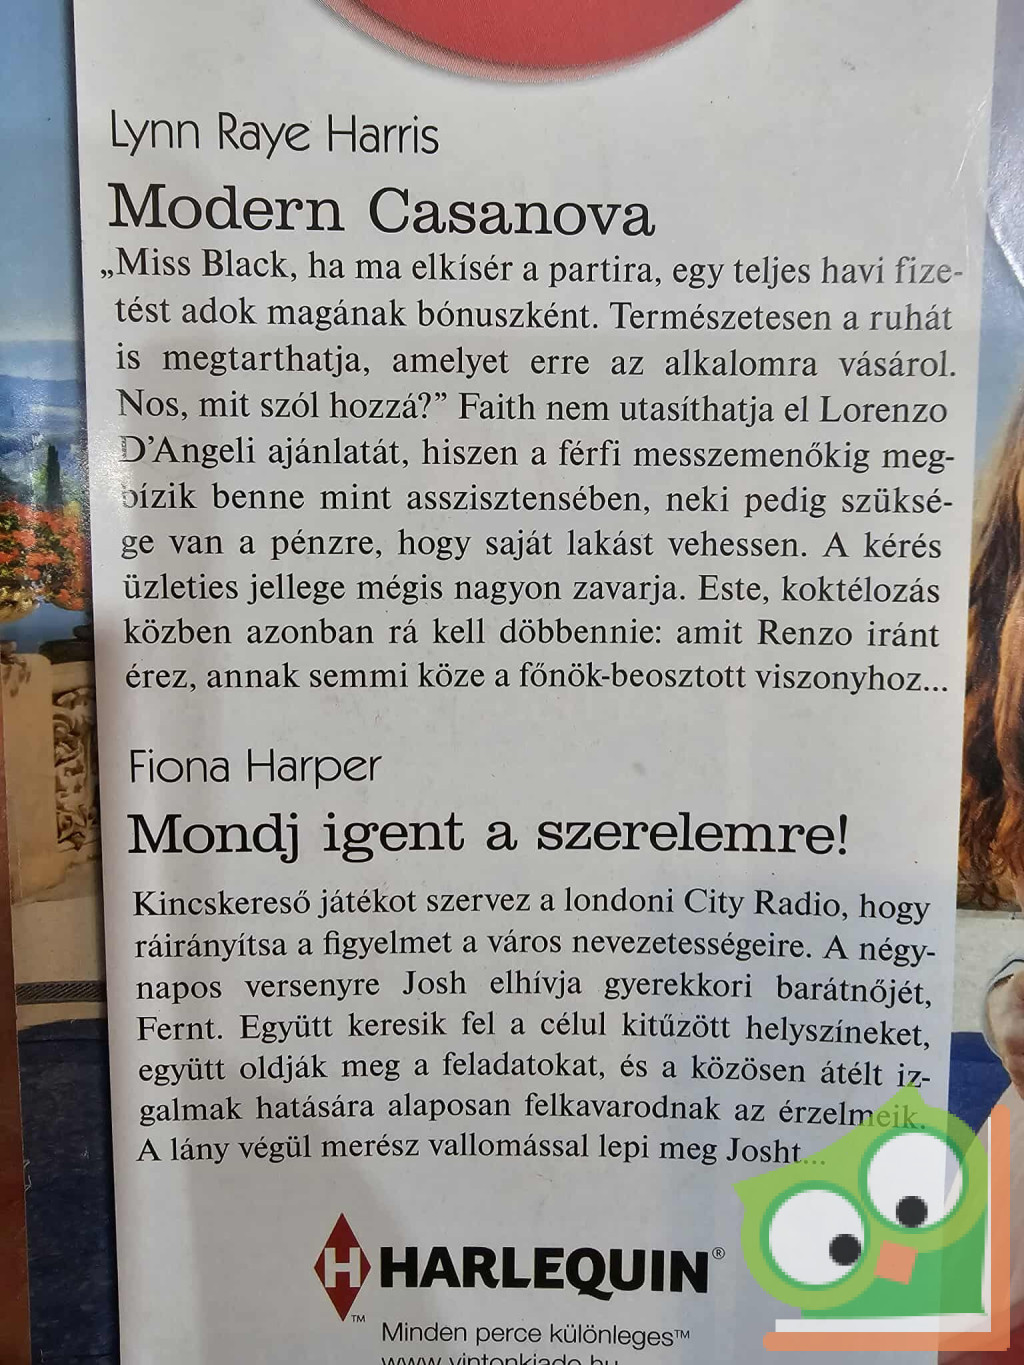 Lynn Raye Harris
Modern Casanova
„Miss Black, ha ma elkísér a partira, egy teljes havi fize-
tést adok magának bónuszként. Természetesen a ruhát
is megtarthatja, amelyet erre az alkalomra vásárol.
Nos, mit szól hozzá?” Faith nem utasíthatja el Lorenzo
D’Angeli ajánlatát, hiszen a férfi messzemenőkig meg-
bízik benne mint asszisztensében, neki pedig szüksé-
ge van a pénzre, hogy saját lakást vehessen. A kérés
üzleties jellege mégis nagyon zavarja. Este, koktélozás
közben azonban rá kell döbbennie: amit Renzo iránt
érez, annak semmi köze a főnök-beosztott viszonyhoz...
Fiona Harper
Mondj igent a szerelemre!
Kincskereső játékot szervez a londoni City Radio, hogy
ráirányítsa a figyelmet a város nevezetességeire. A négy-
napos versenyre Josh elhívja gyerekkori barátnőjét,
Fernt. Együtt keresik fel a célul kitűzött helyszíneket,
együtt oldják meg a feladatokat, és a közösen átélt iz-
galmak hatására alaposan felkavarodnak az érzelmeik.
A lány végül merész vallomással lepi meg Josht...
H HARLEQUIN®
™
Minden perce különleges™
www.vintonkiado.hu